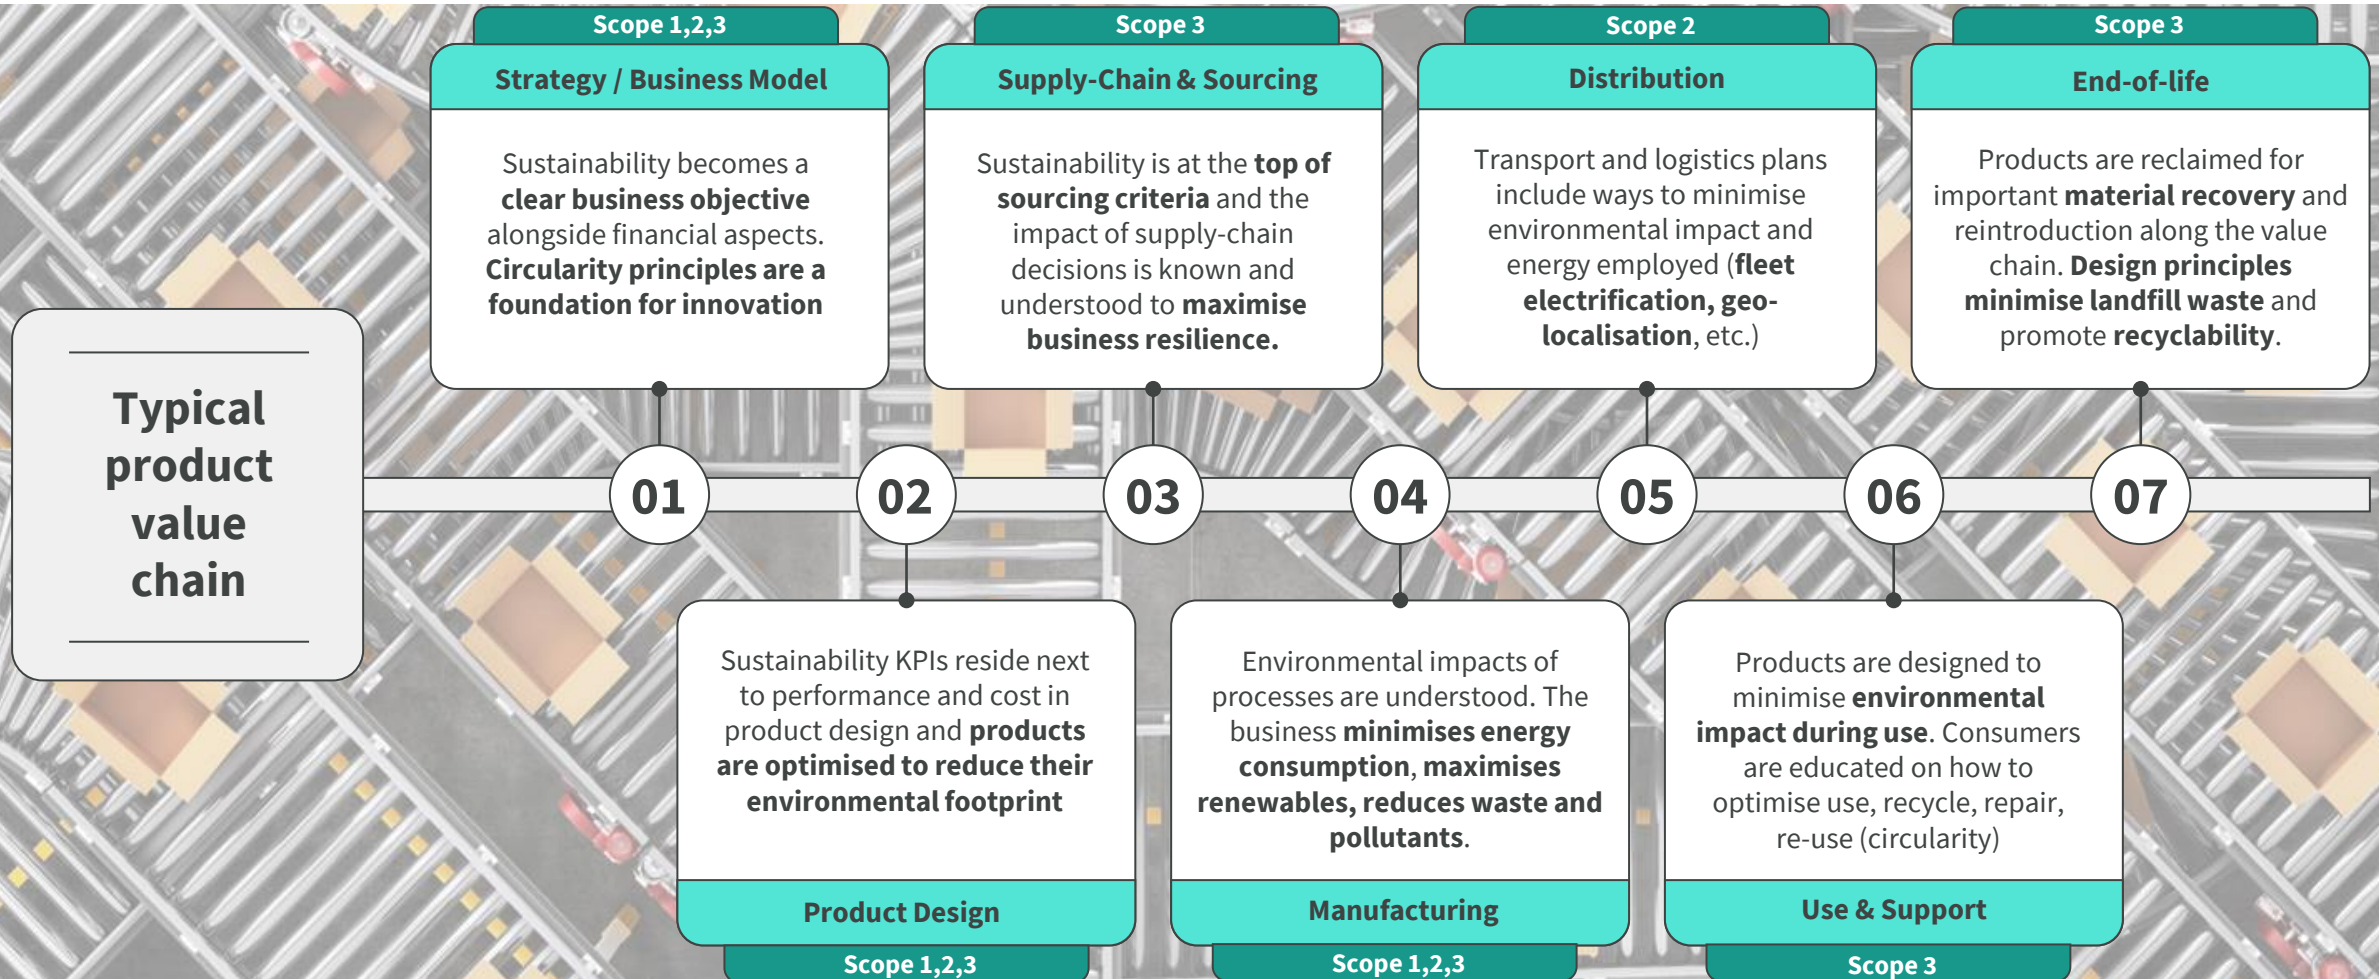 Typical
product
value
chain
Scope 1,2,3
Strategy / Business Model
Sustainability becomes a
clear business objective
alongside financial aspects.
Circularity principles are a
foundation for innovation
01
02
Sustainability KPIs reside next
to performance and cost in
product design and products
are optimised to reduce their
environmental footprint
Product Design
Scope 1,2,3
Scope 3
Supply-Chain & Sourcing
Sustainability is at the top of
sourcing criteria and the
impact of supply-chain
decisions is known and
understood to maximise
business resilience.
03
04
Environmental impacts of
processes are understood. The
business minimises energy
consumption, maximises
renewables, reduces waste and
pollutants.
Manufacturing
Scope 1,2,3
Scope 2
Distribution
Transport and logistics plans
include ways to minimise
environmental impact and
energy employed (fleet
electrification, geo-
localisation, etc.)
05
06
Products are designed to
minimise environmental
impact during use. Consumers
are educated on how to
optimise use, recycle, repair,
re-use (circularity)
Use & Support
Scope 3
Scope 3
End-of-life
Products are reclaimed for
important material recovery and
reintroduction along the value
chain. Design principles
minimise landfill waste and
promote recyclability.
07